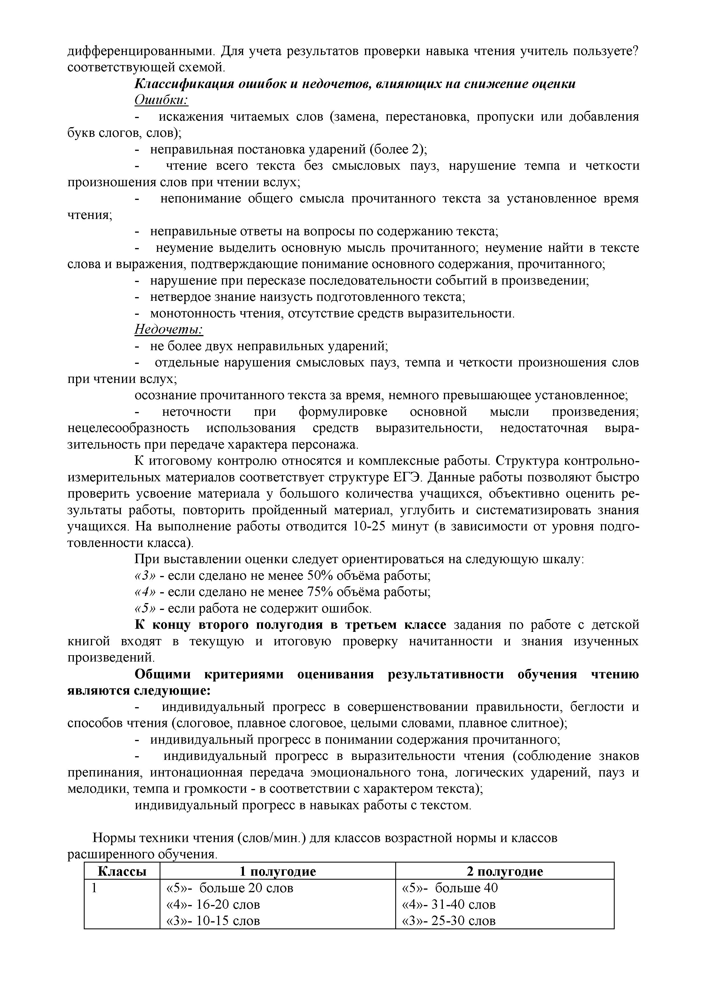 дифференцированными. Для учета результатов проверки навыка чтения учитель пользуете?
соответствующей схемой.
Классификация ошибок и недочетов, влияющих на снижение оценки
Ошибки:
- искажения читаемых слов (замена, перестановка, пропуски или добавления
букв слогов, слов);
- неправильная постановка ударений (более 2);
- чтение всего текста без смысловых пауз, нарушение темпа и четкости
произношения слов при чтении вслух;
- непонимание общего смысла прочитанного текста за установленное время
чтения;
- неправильные ответы на вопросы по содержанию текста;
- неумение выделить основную мысль прочитанного; неумение найти в тексте
слова и выражения, подтверждающие понимание основного содержания, прочитанного;
- нарушение при пересказе последовательности событий в произведении;
- нетвердое знание наизусть подготовленного текста;
- монотонность чтения, отсутствие средств выразительности.
Недочеты:
- не более двух неправильных ударений;
- отдельные нарушения смысловых пауз, темпа и четкости произношения слов
при чтении вслух;
осознание прочитанного текста за время, немного превышающее установленное;
- неточности при формулировке основной мысли произведения;
нецелесообразность использования средств выразительности, недостаточная выра-
зительность при передаче характера персонажа.
К итоговому контролю относятся и комплексные работы. Структура контрольно-
измерительных материалов соответствует структуре ЕГЭ. Данные работы позволяют быстро
проверить усвоение материала у большого количества учащихся, объективно оценить ре-
зультаты работы, повторить пройденный материал, углубить и систематизировать знания
учащихся. На выполнение работы отводится 10-25 минут (в зависимости от уровня подго-
товленности класса).
При выставлении оценки следует ориентироваться на следующую шкалу:
«3» - если сделано не менее 50% объёма работы;
«4» - если сделано не менее 75% объёма работы;
«5» - если работа не содержит ошибок.
К концу второго полугодия в третьем классе задания по работе с детской
книгой входят в текущую и итоговую проверку начитанности и знания изученных
произведений.
Общими критериями оценивания результативности обучения чтению
являются следующие:
- индивидуальный прогресс в совершенствовании правильности, беглости и
способов чтения (слоговое, плавное слоговое, целыми словами, плавное слитное);
- индивидуальный прогресс в понимании содержания прочитанного;
- индивидуальный прогресс в выразительности чтения (соблюдение знаков
препинания, интонационная передача эмоционального тона, логических ударений, пауз и
мелодики, темпа и громкости - в соответствии с характером текста);
индивидуальный прогресс в навыках работы с текстом.
Нормы техники чтения (слов/мин.) для классов возрастной нормы и классов
расширенного обучения.
Классы 1 полугодие 2 полугодие
1 «5»- больше 20 слов «5»- больше 40
«4»- 16-20 слов «4»- 31-40 слов
«3»- 10-15 слов «3»- 25-30 слов